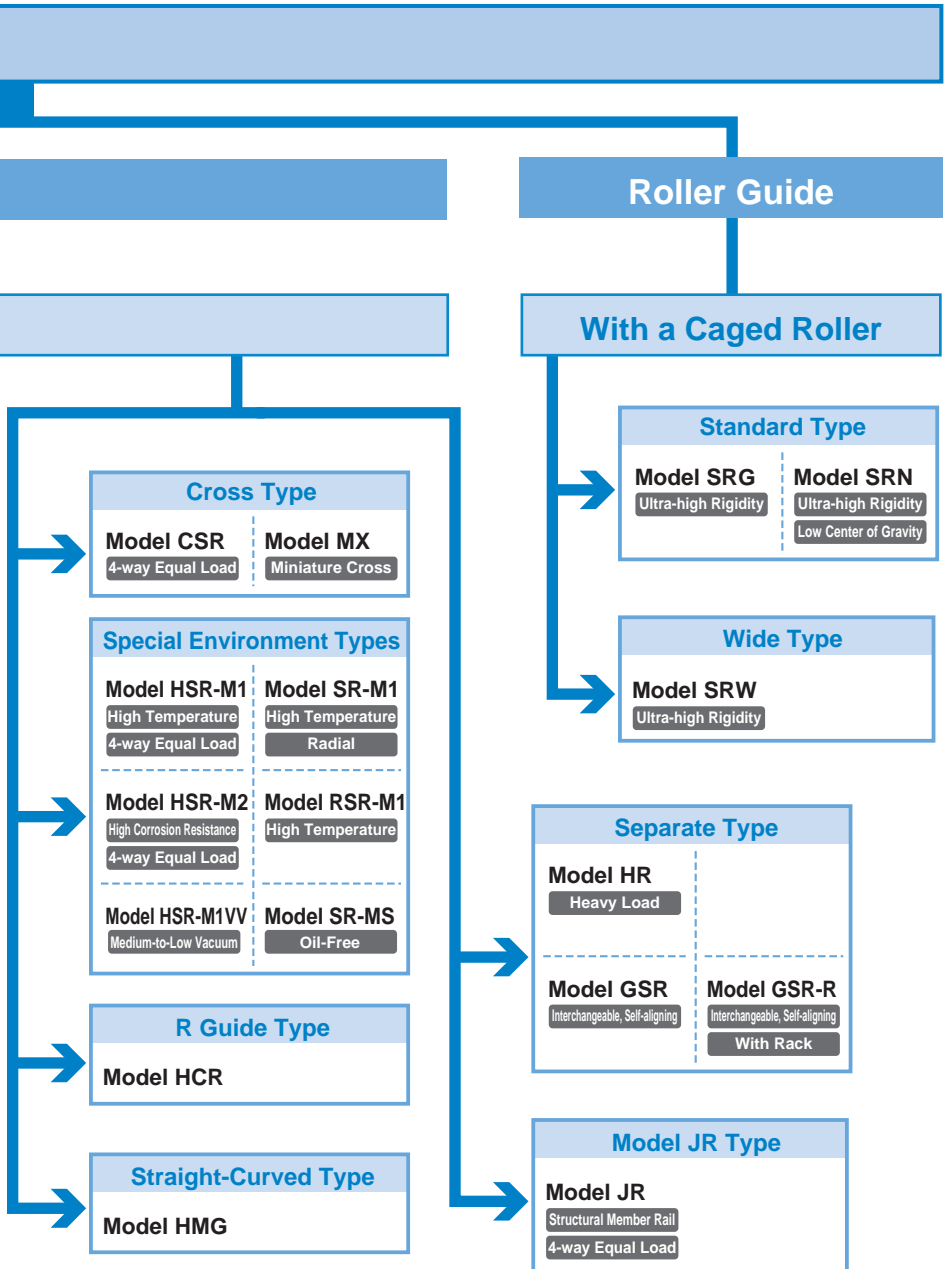 Roller Guide
With a Caged Roller
Standard Type
Model SRG
Ultra-high Rigidity
Model SRN
Ultra-high Rigidity
Low Center of Gravity
Wide Type
Model SRW
Ultra-high Rigidity
Cross Type
Model CSR
4-way Equal Load
Model MX
Miniature Cross
Special Environment Types
Model HSR-M1
High Temperature
4-way Equal Load
Model SR-M1
High Temperature
Radial
Model HSR-M2
High Corrosion Resistance
4-way Equal Load
Model RSR-M1
High Temperature
Model HSR-M1VV
Medium-to-Low Vacuum
Model SR-MS
Oil-Free
R Guide Type
Model HCR
Straight-Curved Type
Model HMG
Separate Type
Model HR
Heavy Load
Model GSR
Interchangeable, Self-aligning
Model GSR-R
Interchangeable, Self-aligning
With Rack
Model JR Type
Model JR
Structural Member Rail
4-way Equal Load